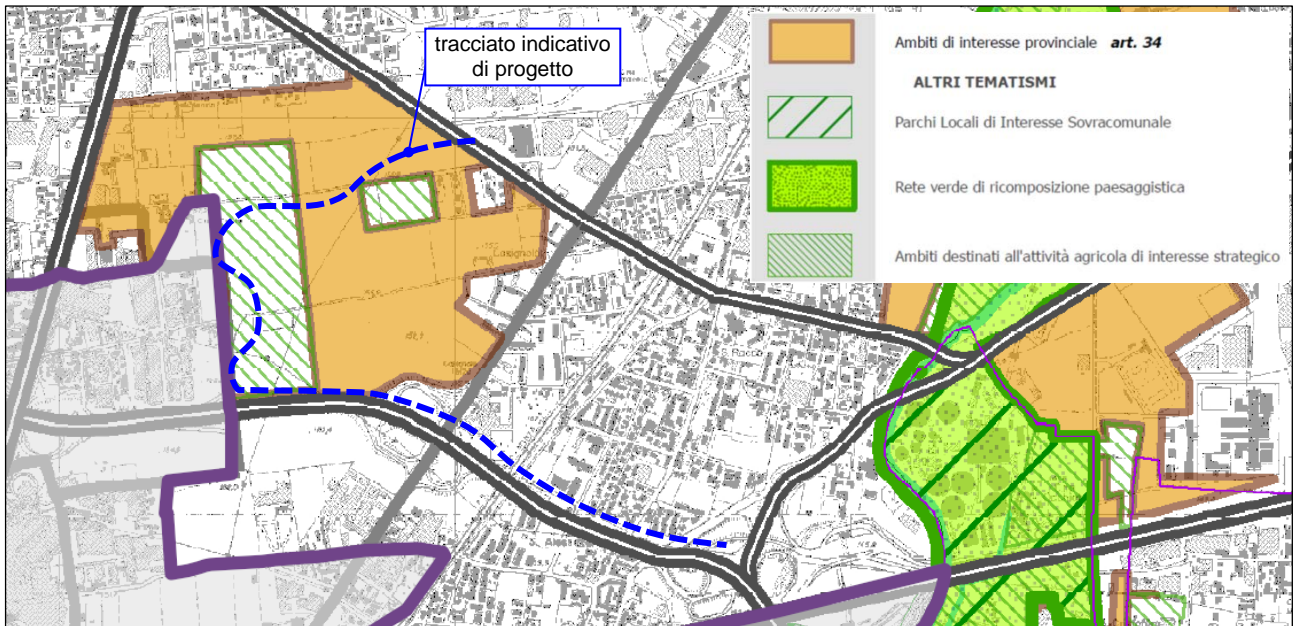 tracciato indicativo
di progetto
Ambiti di interesse provinciale art. 34
ALTRI TEMATISMI
Parchi Locali di Interesse Sovracomunale
Rete verde di ricomposizione paesaggistica
Ambiti destinati all'attività agricola di interesse strategico
S. Rocco